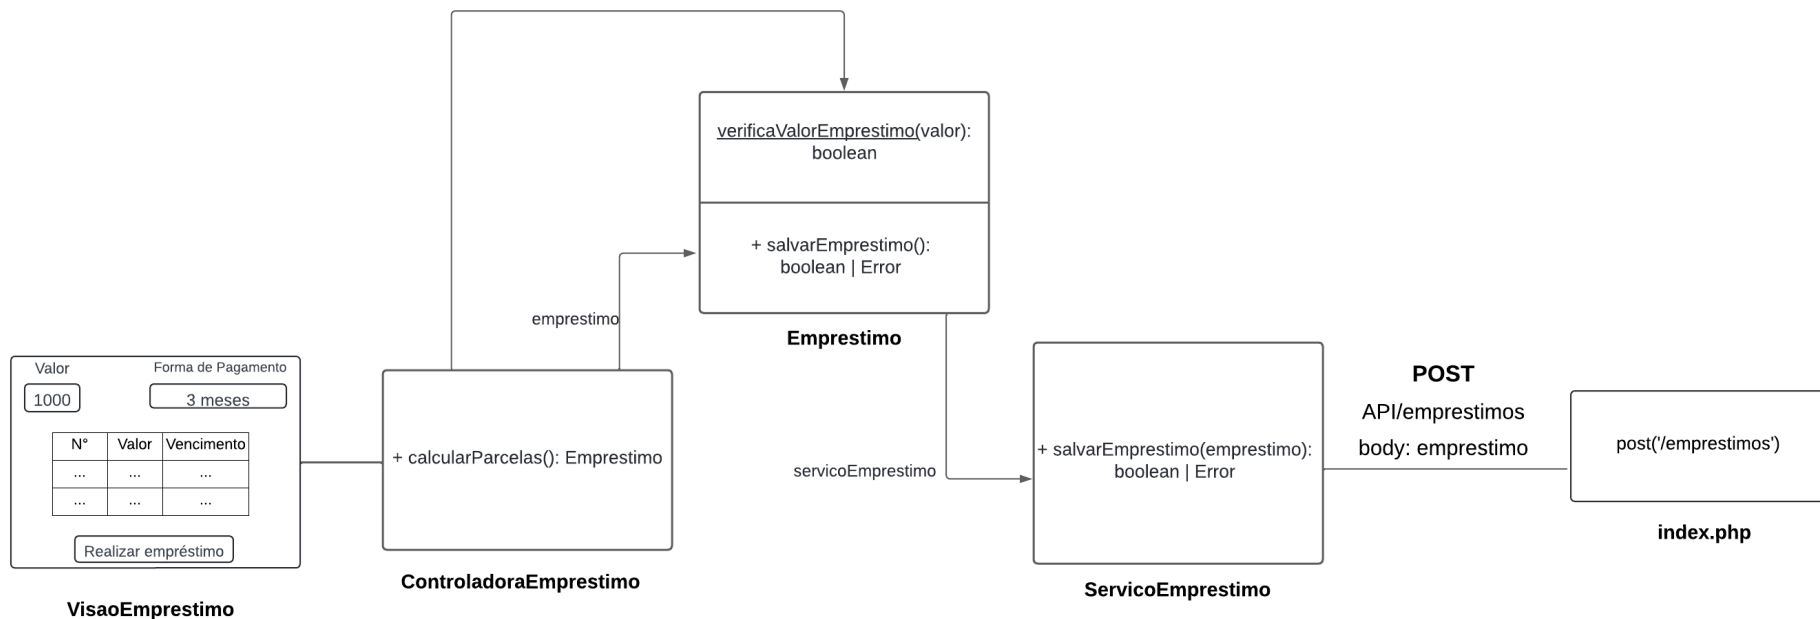 verificaValorEmprestimo(valor):
boolean
+ salvarEmprestimo():
boolean | Error
Emprestimo
emprestimo
Valor
Forma de Pagamento
1000
3 meses
N°
Valor
Vencimento
...
...
...
...
...
...
Realizar empréstimo
VisaoEmprestimo
+ calcularParcelas(): Emprestimo
ControladoraEmprestimo
servicoEmprestimo
+ salvarEmprestimo(emprestimo):
boolean | Error
ServicoEmprestimo
POST
API/emprestimos
body: emprestimo
post('/emprestimos')
index.php